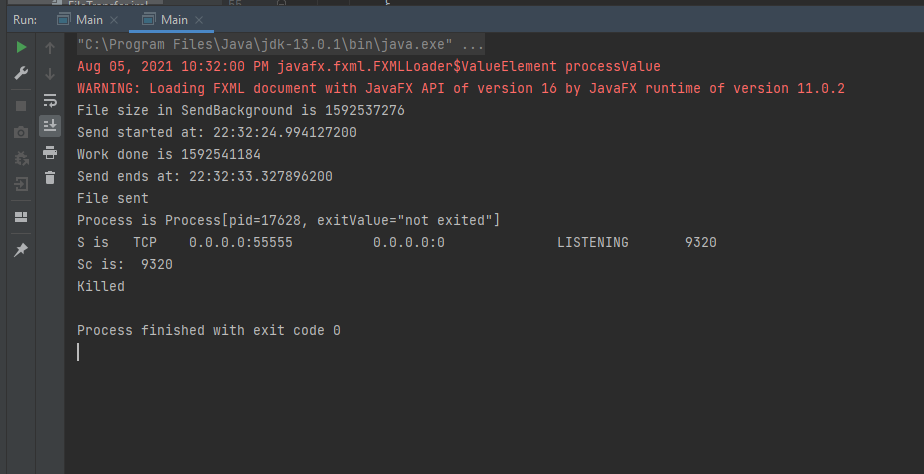 FileTransfer.iml
55
Run: Main Main
"C:\Program Files\Java\jdk-13.0.1\bin\java.exe" ...
Aug 05, 2021 10:32:00 PM javafx.fxml.FXMLLoader$ValueElement processValue
WARNING: Loading FXML document with JavaFX API of version 16 by JavaFX runtime of version 11.0.2
File size in SendBackground is 1592537276
Send started at: 22:32:24.994127200
Work done is 1592541184
Send ends at: 22:32:33.327896200
File sent
Process is Process[pid=17628, exitValue="not exited"]
S is   TCP    0.0.0.0:55555          0.0.0.0:0              LISTENING       9320
Sc is:  9320
Killed
Process finished with exit code 0